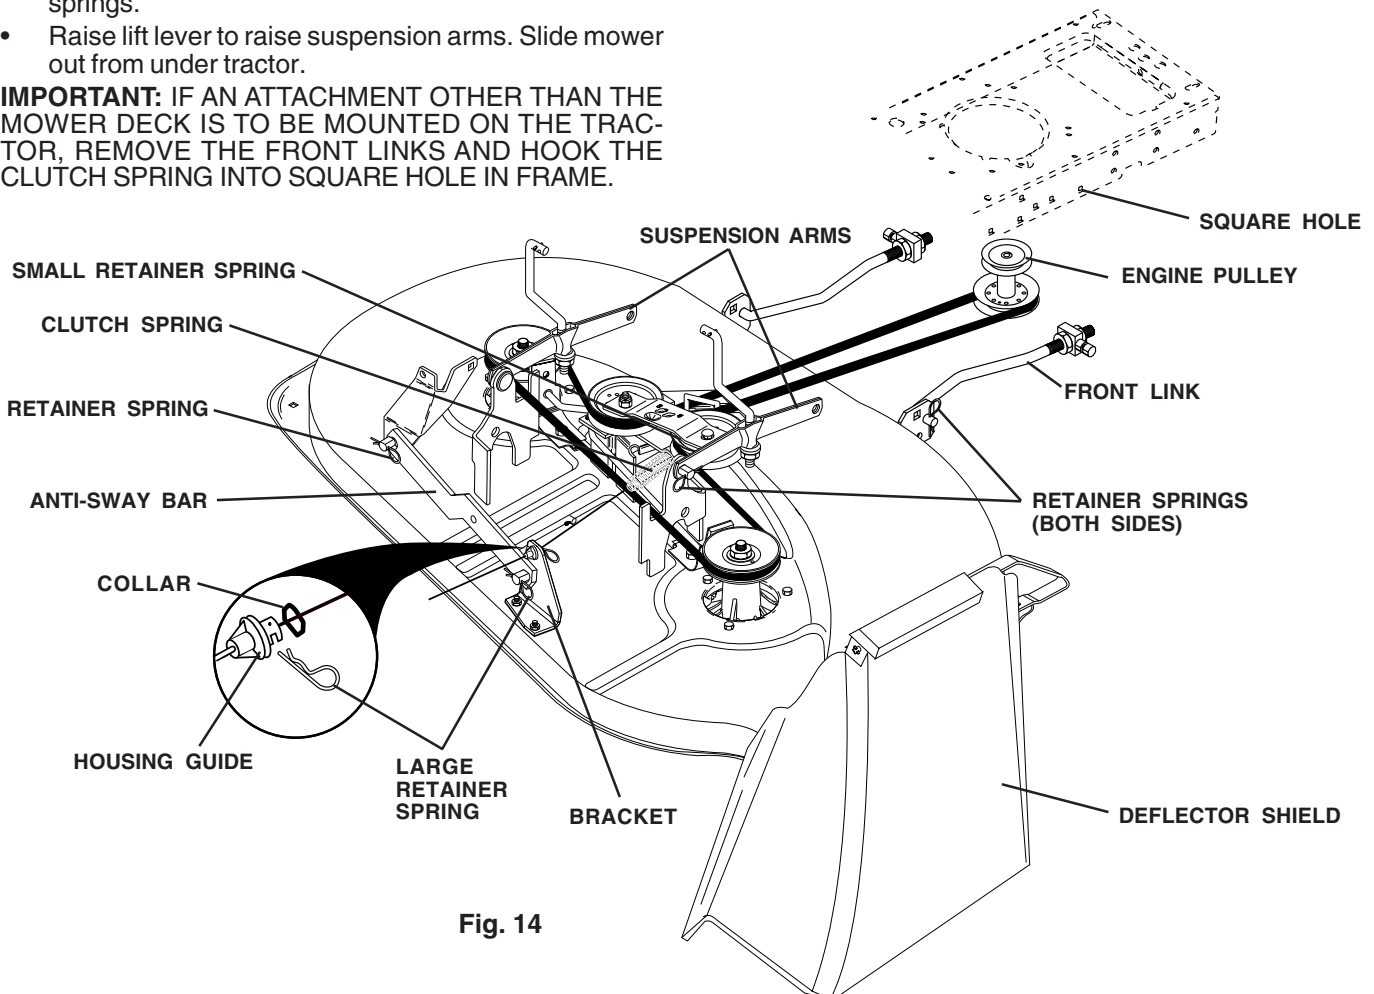 springs.
• Raise lift lever to raise suspension arms. Slide mower
out from under tractor.
IMPORTANT: IF AN ATTACHMENT OTHER THAN THE
MOWER DECK IS TO BE MOUNTED ON THE TRAC-
TOR, REMOVE THE FRONT LINKS AND HOOK THE
CLUTCH SPRING INTO SQUARE HOLE IN FRAME.
SQUARE HOLE
SUSPENSION ARMS
SMALL RETAINER SPRING
ENGINE PULLEY
CLUTCH SPRING
FRONT LINK
RETAINER SPRING
ANTI-SWAY BAR
RETAINER SPRINGS
(BOTH SIDES)
COLLAR
HOUSING GUIDE
LARGE
RETAINER
SPRING
BRACKET
DEFLECTOR SHIELD
Fig. 14